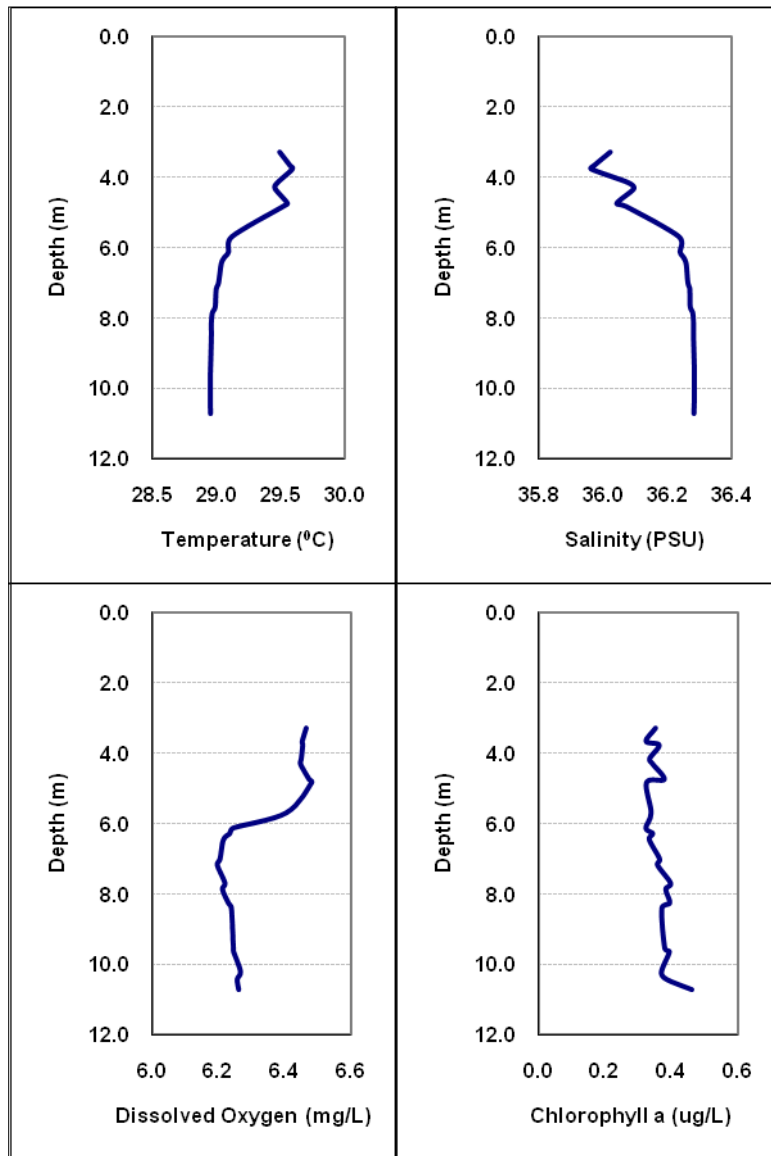 0.0
2.0
4.0
6.0
8.0
10.0
12.0
Depth (m)
28.5 29.0 29.5 30.0
Temperature (⁰C)
0.0
2.0
4.0
6.0
8.0
10.0
12.0
Depth (m)
35.8 36.0 36.2 36.4
Salinity (PSU)
0.0
2.0
4.0
6.0
8.0
10.0
12.0
Depth (m)
6.0 6.2 6.4 6.6
Dissolved Oxygen (mg/L)
0.0
2.0
4.0
6.0
8.0
10.0
12.0
Depth (m)
0.0 0.2 0.4 0.6
Chlorophyll a (ug/L)